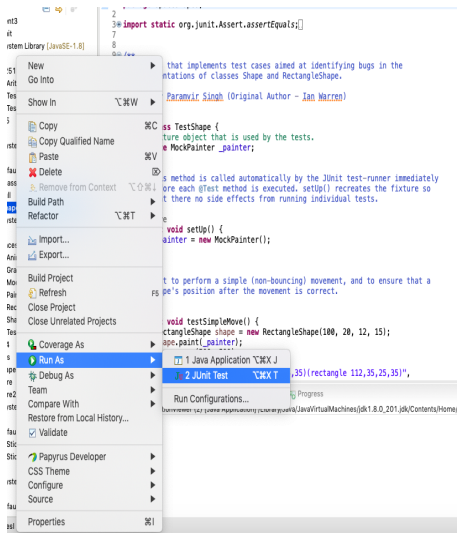 ent3
it
ystem Library [JavaSE-1.8]
2
3 import static org.junit.Assert.assertEquals;
7
8
9 /**
that implements test cases aimed at identifying bugs in the
ntations of classes Shape and RectangleShape.
Paramvir Singh (Original Author - Ian Warren)
ss TestShape {
ture object that is used by the tests.
e MockPainter _painter;
s method is called automatically by the JUnit test-runner immediately
ore each @Test method is executed. setUp() recreates the fixture so
t there no side effects from running individual tests.
e
void setUp() {
ainter = new MockPainter();
t to perform a simple (non-bouncing) movement, and to ensure that a
pe's position after the movement is correct.
void testSimpleMove() {
ctangleShape shape = new RectangleShape(100, 20, 12, 15);
ape.paint(_painter);
,35)(rectangle 112,35,25,35)",
Progress
/Library/Java/JavaVirtualMachines/jdk1.8.0_201.jdk/Contents/Home/
New
Go Into
Show In ⌥⌘W
Copy ⌘C
Copy Qualified Name
Paste ⌘V
Delete ⌦
Remove from Context ⌥⇧⌘↓
Build Path
Refactor ⌥⌘T
Import...
Export...
Build Project
Refresh F5
Close Project
Close Unrelated Projects
Coverage As
Run As
Debug As
Team
Compare With
Restore from Local History...
Validate
Papyrus Developer
CSS Theme
Configure
Source
Properties ⌘I
1 Java Application ⌥⌘X J
2 JUnit Test ⌥⌘X T
Run Configurations...